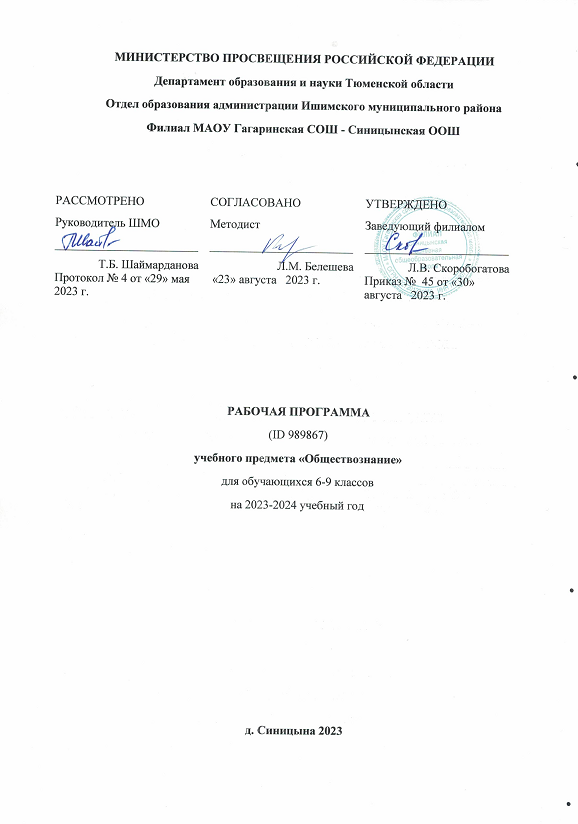 МИНИСТЕРСТВО ПРОСВЕЩЕНИЯ РОССИЙСКОЙ ФЕДЕРАЦИИ
Департамент образования и науки Тюменской области
Отдел образования администрации Ишимского муниципального района
Филиал МАОУ Гагаринская СОШ - Синицынская ООШ
РАССМОТРЕНО
Руководитель ШМО
Т.Б. Шаймарданова
Протокол № 4 от «29» мая
2023 г.
СОГЛАСОВАНО
Методист
Л.М. Белешева
«23» августа 2023 г.
УТВЕРЖДЕНО
Заведующий филиалом
Л.В. Скоробогатова
Приказ № 45 от «30»
августа 2023 г.
РАБОЧАЯ ПРОГРАММА
(ID 989867)
учебного предмета «Обществознание»
для обучающихся 6-9 классов
на 2023-2024 учебный год
д. Синицына 2023